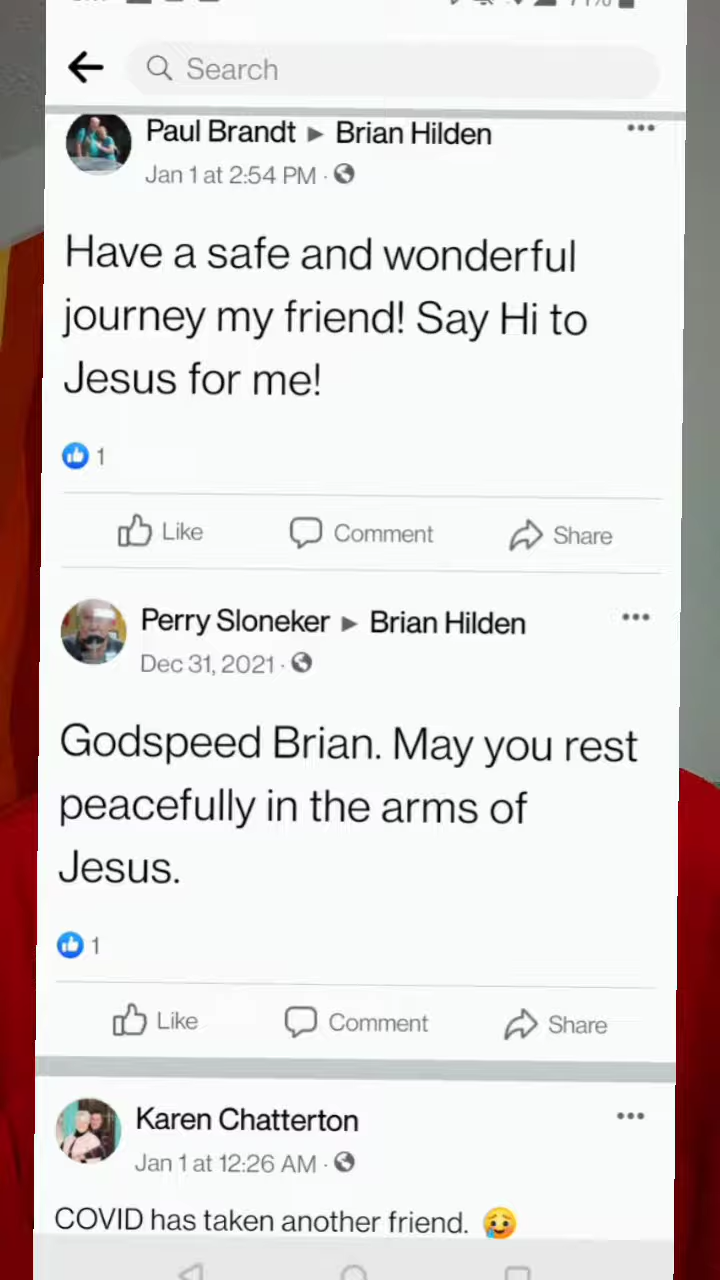 Search
Paul Brandt ▸ Brian Hilden
Jan 1 at 2:54 PM ·
Have a safe and wonderful
journey my friend! Say Hi to
Jesus for me!
1
Like Comment Share
Perry Sloneker ▸ Brian Hilden
Dec 31, 2021 ·
Godspeed Brian. May you rest
peacefully in the arms of
Jesus.
1
Like Comment Share
Karen Chatterton
Jan 1 at 12:26 AM ·
COVID has taken another friend. 🥲